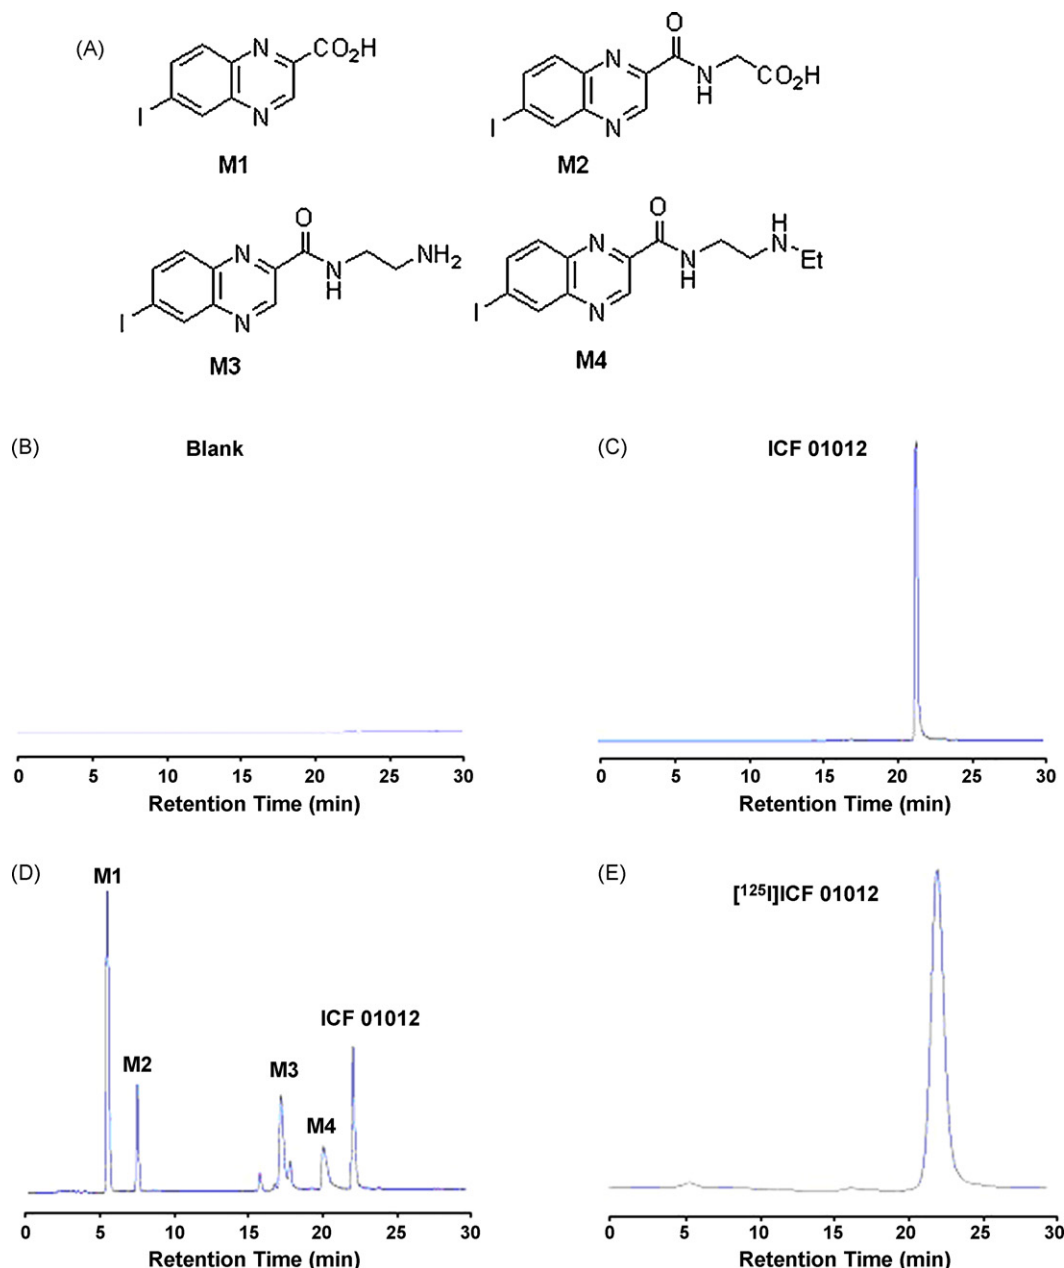 (A)
N
CO2H
I
N
M1
O
N
N
H
CO2H
I
N
M2
O
N
N
H
NH2
I
N
M3
O
H
N
N
N
H
Et
I
N
M4
(B)
Blank
0 5 10 15 20 25 30
Retention Time (min)
(C)
ICF 01012
0 5 10 15 20 25 30
Retention Time (min)
(D)
M1
M2
M3
M4
ICF 01012
0 5 10 15 20 25 30
Retention Time (min)
(E)
[¹²⁵I]ICF 01012
0 5 10 15 20 25 30
Retention Time (min)